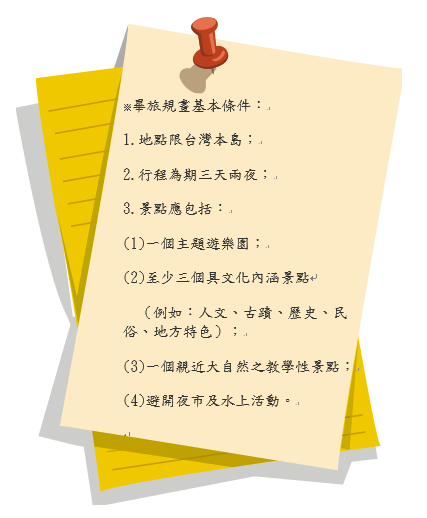 ※畢旅規畫基本條件：
1.地點限台灣本島；
2.行程為期三天兩夜；
3.景點應包括：
(1)一個主題遊樂園；
(2)至少三個具文化內涵景點
（例如：人文、古蹟、歷史、民
俗、地方特色）；
(3)一個親近大自然之教學性景點；
(4)避開夜市及水上活動。